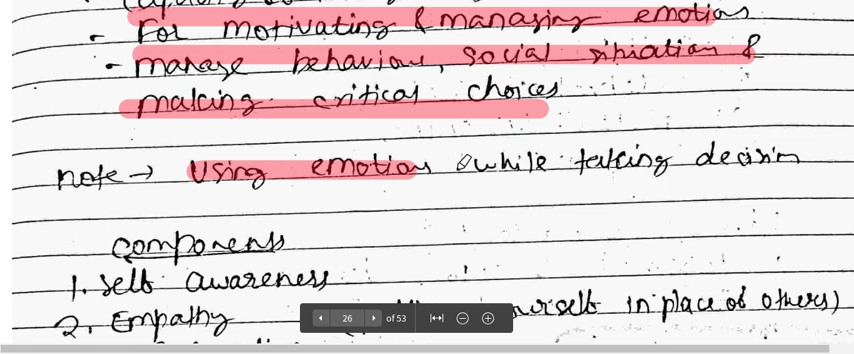 - For motivating & managing emotions
- manage behaviour, social situation &
making critical choices
note → Using emotions while taking decision
Components
1. Self awareness
2. Empathy in place of others)
26 of 53